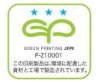 GREEN PRINTING JFPI
P-Z10001
この印刷製品は、環境に配慮した
資材と工場で製造されています。